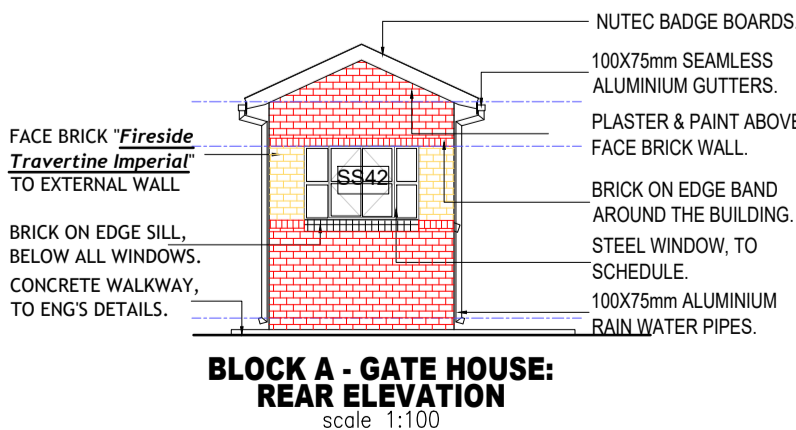 NUTEC BADGE BOARDS.
100X75mm SEAMLESS
ALUMINIUM GUTTERS.
PLASTER & PAINT ABOVE
FACE BRICK WALL.
FACE BRICK "Fireside
Travertine Imperial"
TO EXTERNAL WALL
SS42
BRICK ON EDGE BAND
AROUND THE BUILDING.
BRICK ON EDGE SILL,
BELOW ALL WINDOWS.
STEEL WINDOW, TO
SCHEDULE.
CONCRETE WALKWAY,
TO ENG'S DETAILS.
100X75mm ALUMINIUM
RAIN WATER PIPES.
BLOCK A - GATE HOUSE:
REAR ELEVATION
scale 1:100